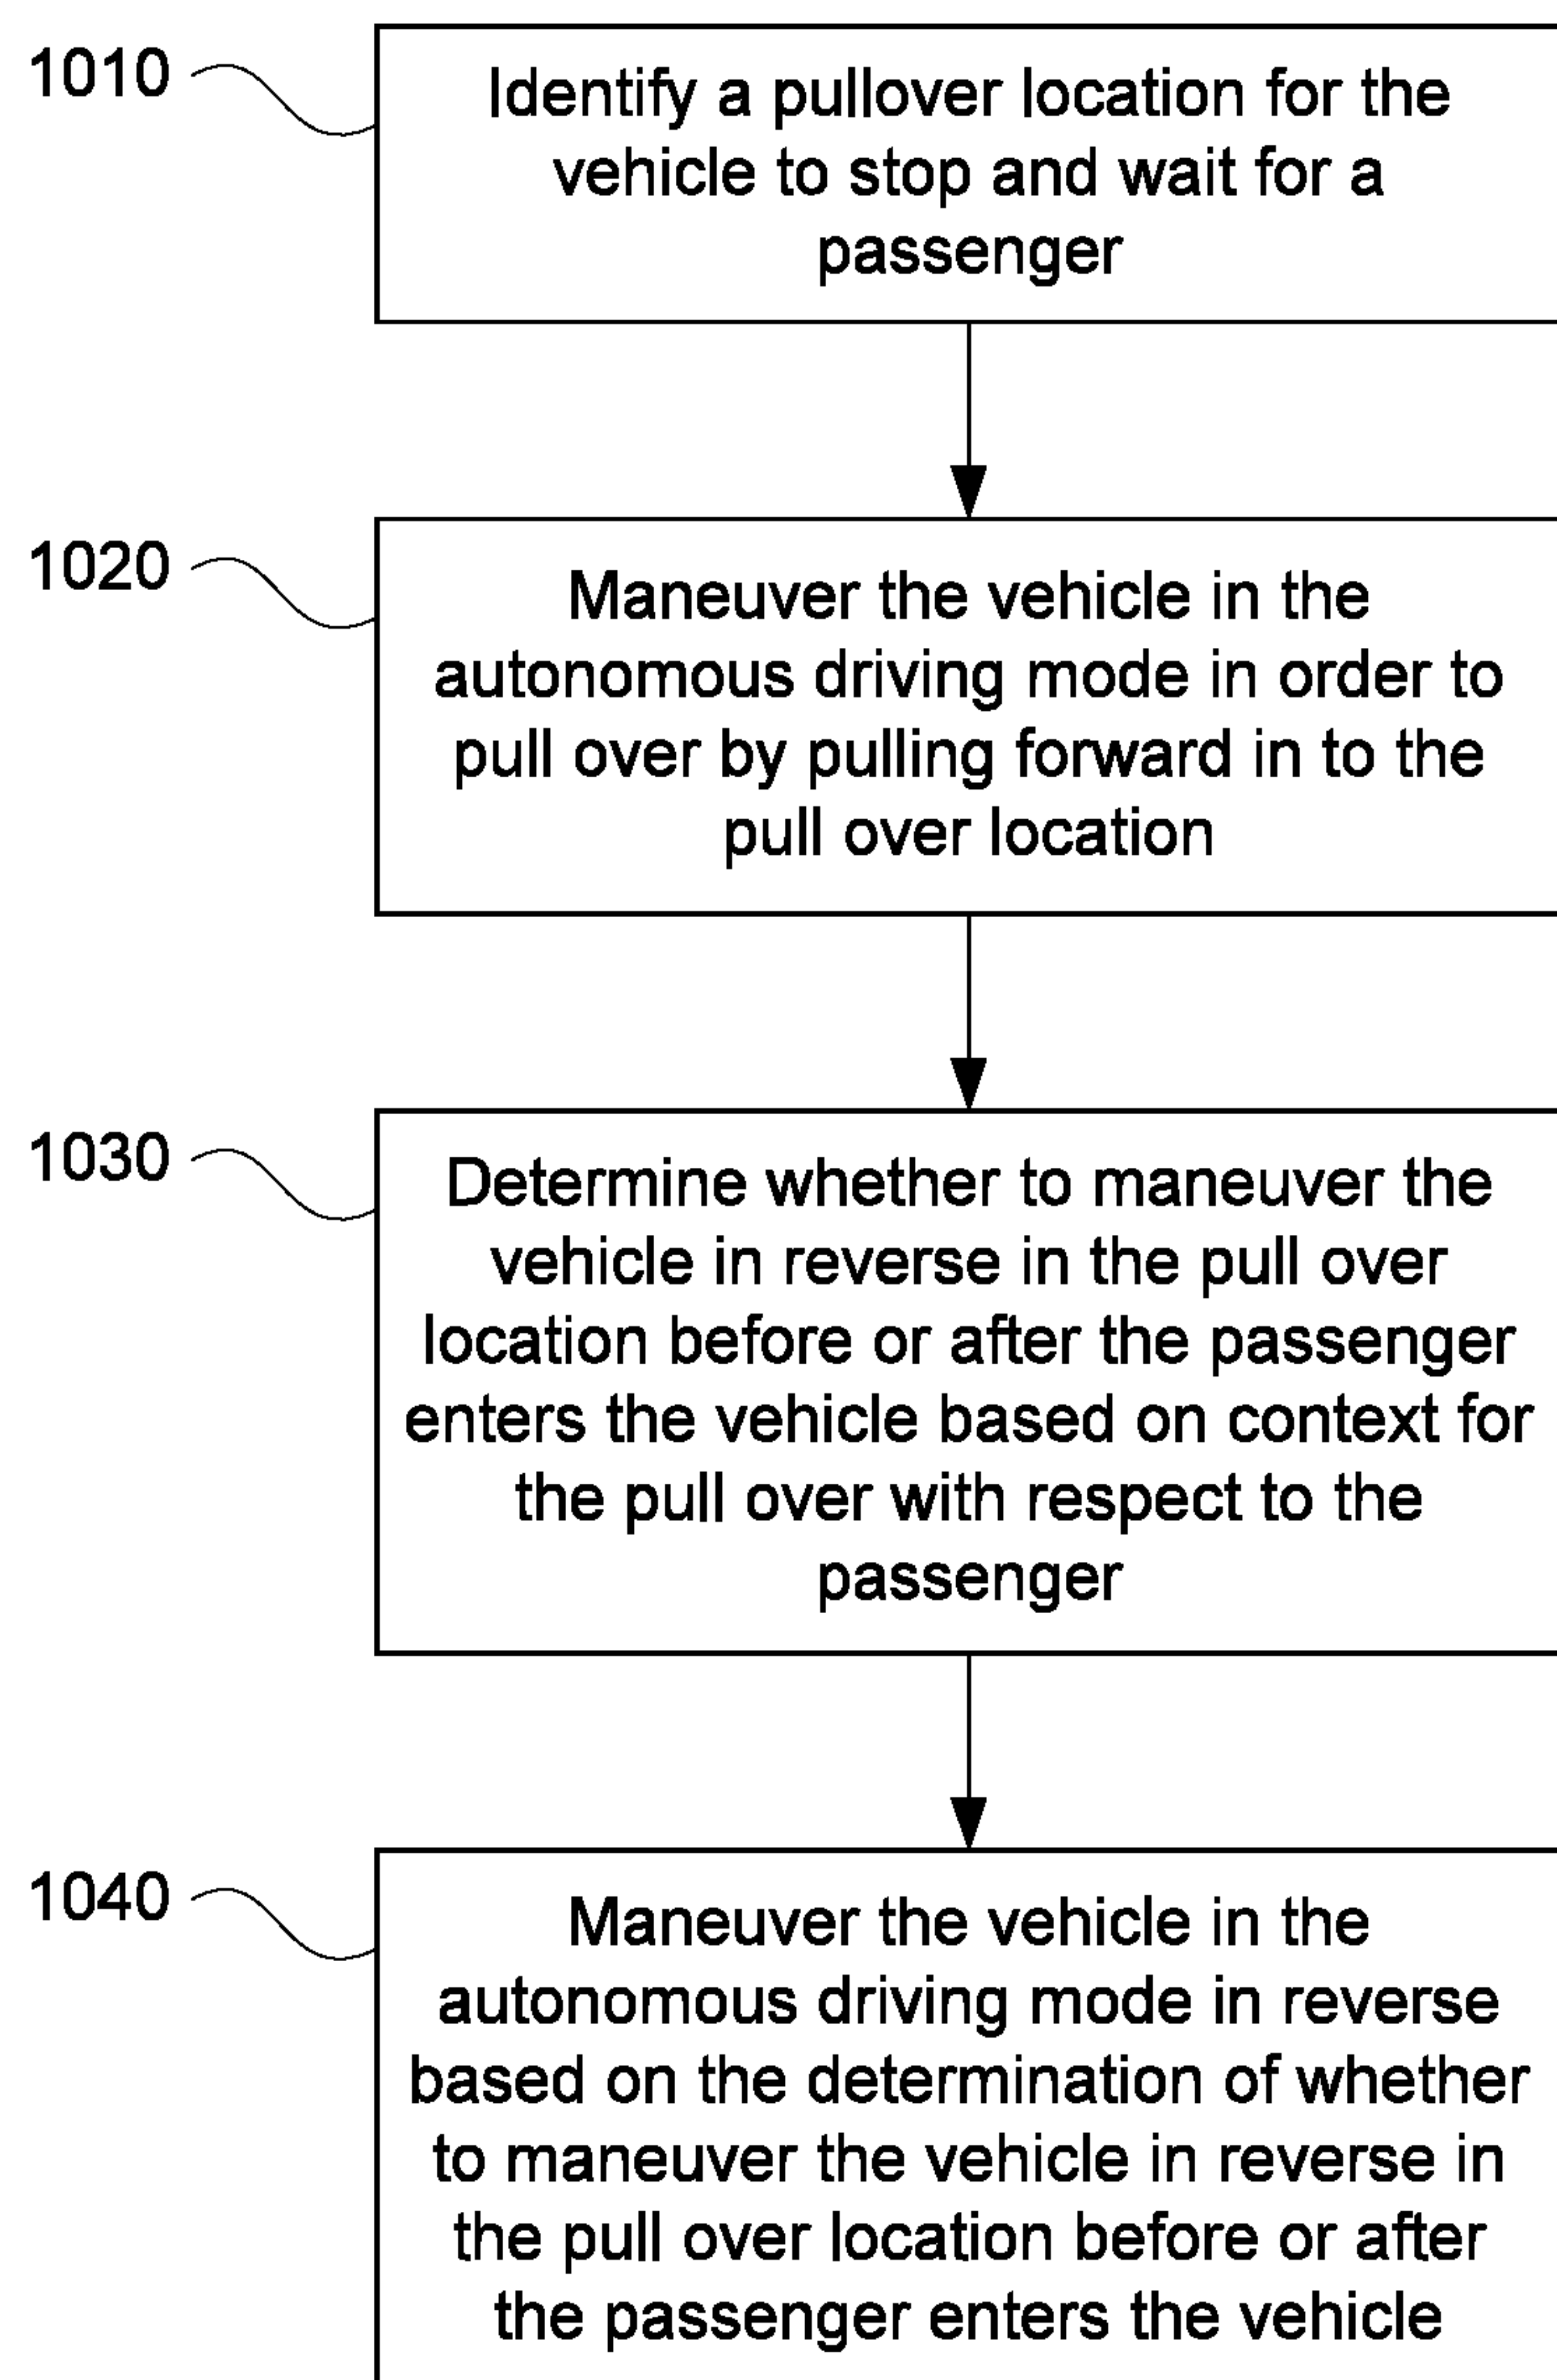 1010
Identify a pullover location for the
vehicle to stop and wait for a
passenger
1020
Maneuver the vehicle in the
autonomous driving mode in order to
pull over by pulling forward in to the
pull over location
1030
Determine whether to maneuver the
vehicle in reverse in the pull over
location before or after the passenger
enters the vehicle based on context for
the pull over with respect to the
passenger
1040
Maneuver the vehicle in the
autonomous driving mode in reverse
based on the determination of whether
to maneuver the vehicle in reverse in
the pull over location before or after
the passenger enters the vehicle